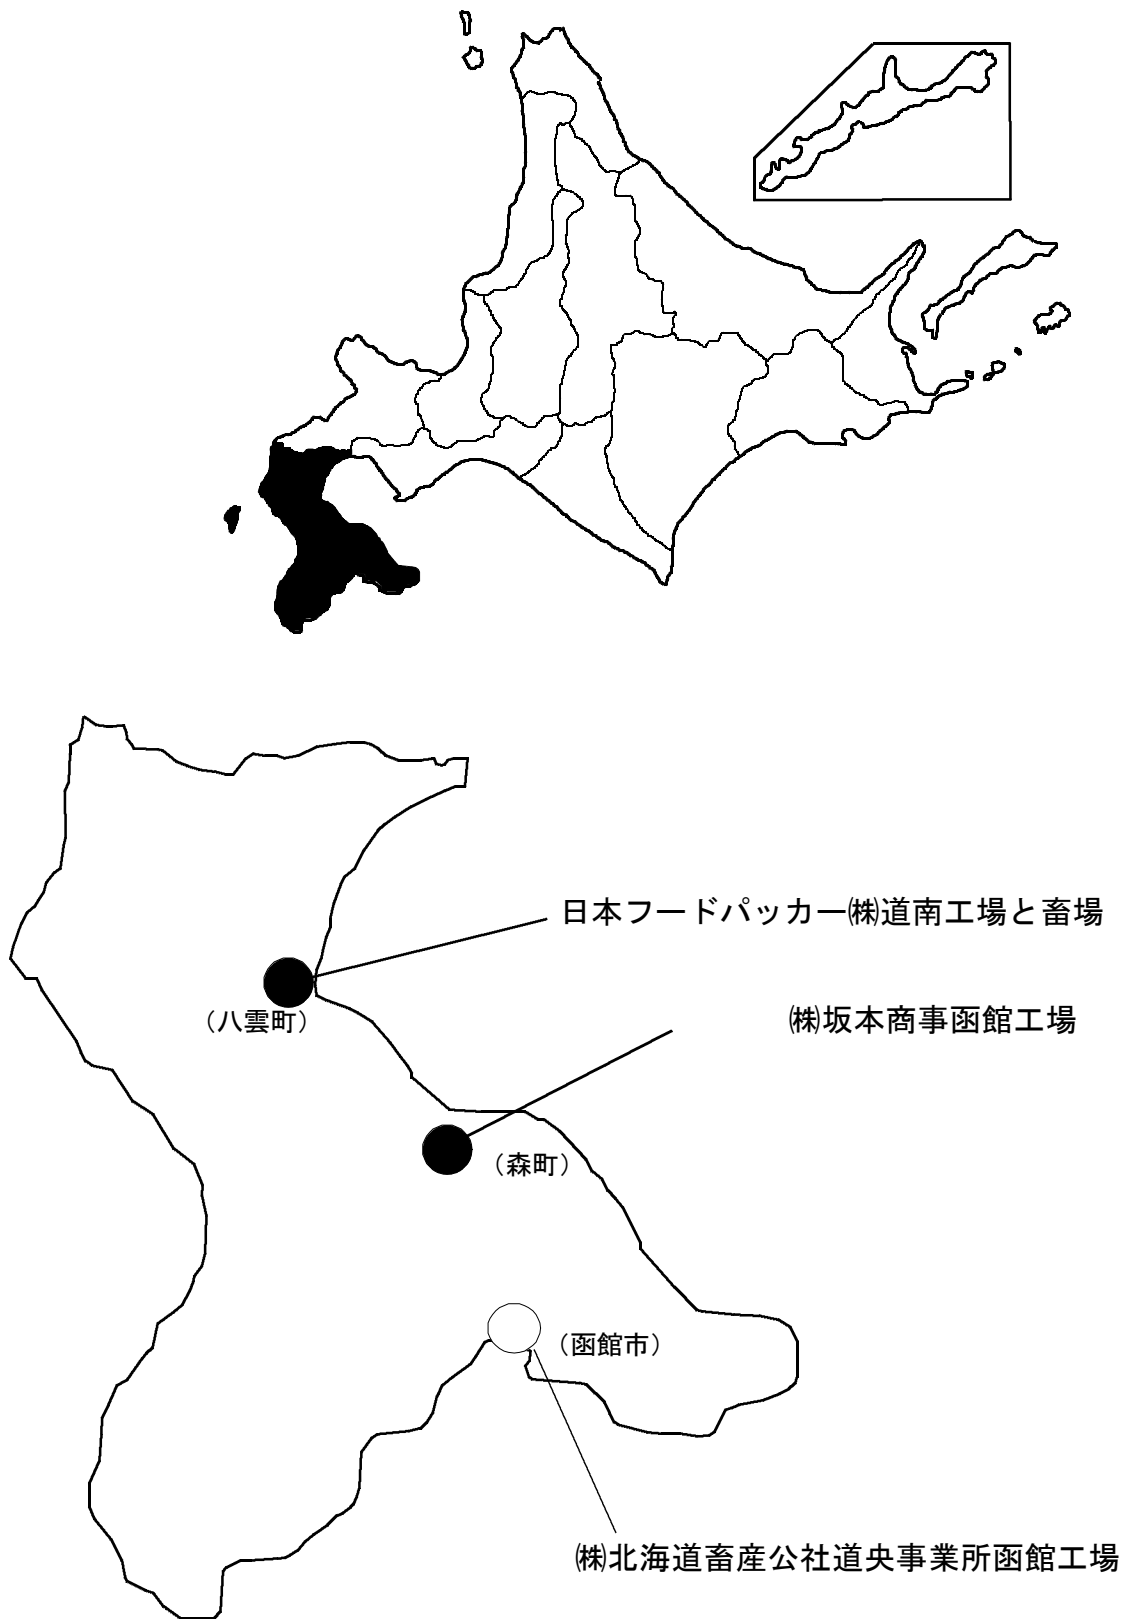 日本フードパッカー㈱道南工場と畜場
（八雲町）
㈱坂本商事函館工場
（森町）
（函館市）
㈱北海道畜産公社道央事業所函館工場